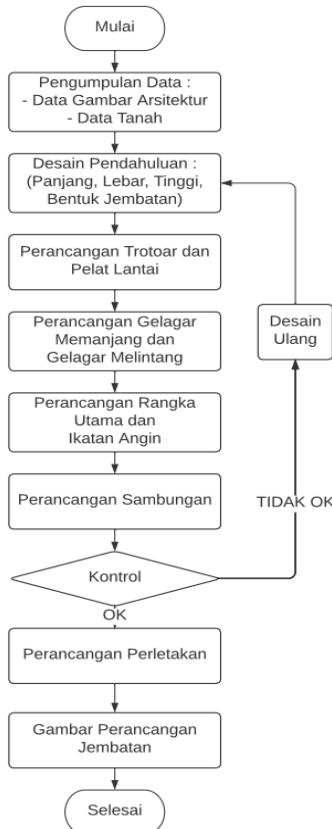 Mulai
Pengumpulan Data :
- Data Gambar Arsitektur
- Data Tanah
Desain Pendahuluan :
(Panjang, Lebar, Tinggi,
Bentuk Jembatan)
Perancangan Trotoar dan
Pelat Lantai
Perancangan Gelagar
Memanjang dan
Gelagar Melintang
Desain
Ulang
Perancangan Rangka
Utama dan
Ikatan Angin
Perancangan Sambungan
TIDAK OK
Kontrol
OK
Perancangan Perletakan
Gambar Perancangan
Jembatan
Selesai